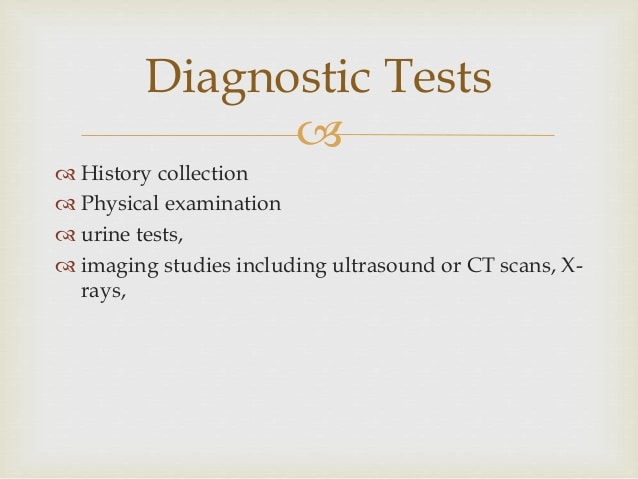 Diagnostic Tests
History collection
Physical examination
urine tests,
imaging studies including ultrasound or CT scans, X-
rays,